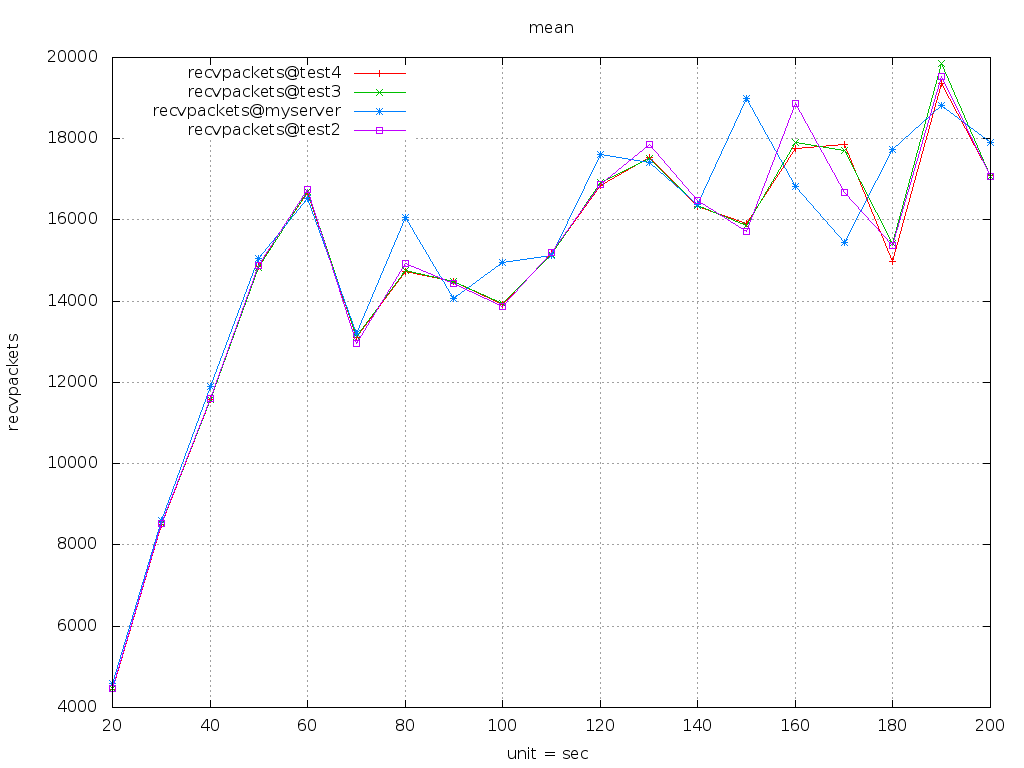 mean
20000
18000
16000
14000
12000
10000
8000
6000
4000
recvpackets
recvpackets@test4
recvpackets@test3
recvpackets@myserver
recvpackets@test2
20 40 60 80 100 120 140 160 180 200
unit = sec